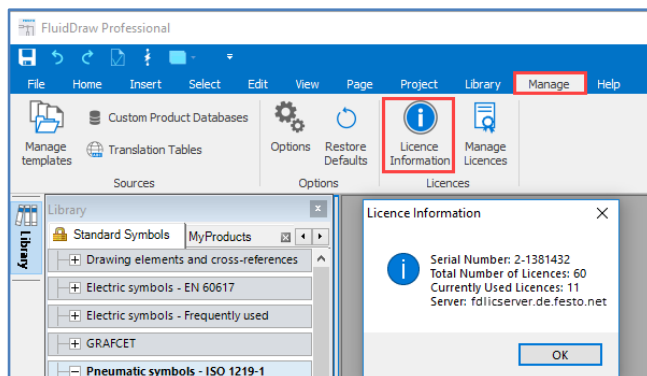 FluidDraw Professional
File Home Insert Select Edit View Page Project Library Manage Help
Manage templates
Custom Product Databases
Translation Tables
Options
Restore Defaults
Licence Information
Manage Licences
Sources
Options
Licences
Library
Library
Standard Symbols
MyProducts
Drawing elements and cross-references
Electric symbols - EN 60617
Electric symbols - Frequently used
GRAFCET
Pneumatic symbols - ISO 1219-1
Licence Information
Serial Number: 2-1381432
Total Number of Licences: 60
Currently Used Licences: 11
Server: fdlicserver.de.festo.net
OK